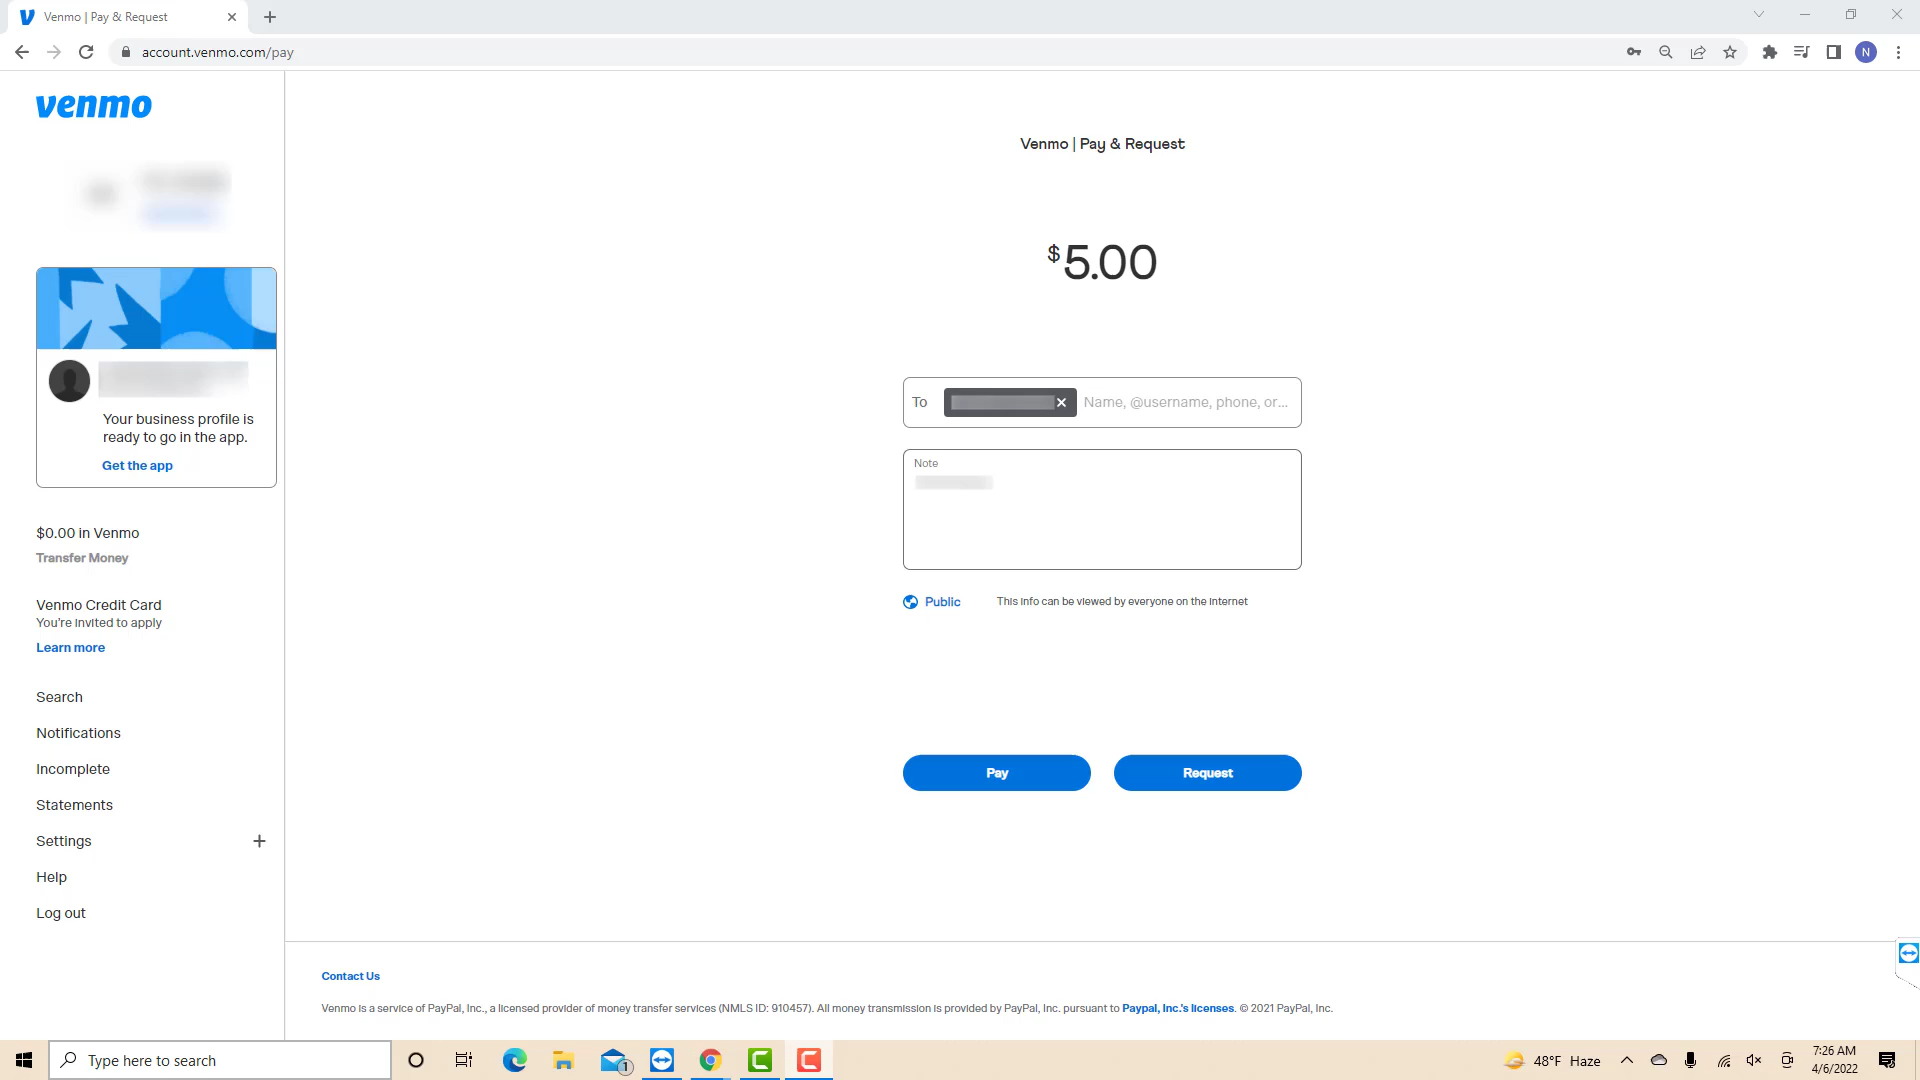 Venmo | Pay & Request
account.venmo.com/pay
N
venmo
Your business profile is
ready to go in the app.
Get the app
$0.00 in Venmo
Transfer Money
Venmo Credit Card
You're invited to apply
Learn more
Search
Notifications
Incomplete
Statements
Settings
Help
Log out
Venmo | Pay & Request
$5.00
To Name, @username, phone, or...
Note
Public This info can be viewed by everyone on the internet
Pay Request
Contact Us
Venmo is a service of PayPal, Inc., a licensed provider of money transfer services (NMLS ID: 910457). All money transmission is provided by PayPal, Inc. pursuant to Paypal, Inc.'s licenses. © 2021 PayPal, Inc.
Type here to search
1
48°F Haze
7:26 AM
4/6/2022